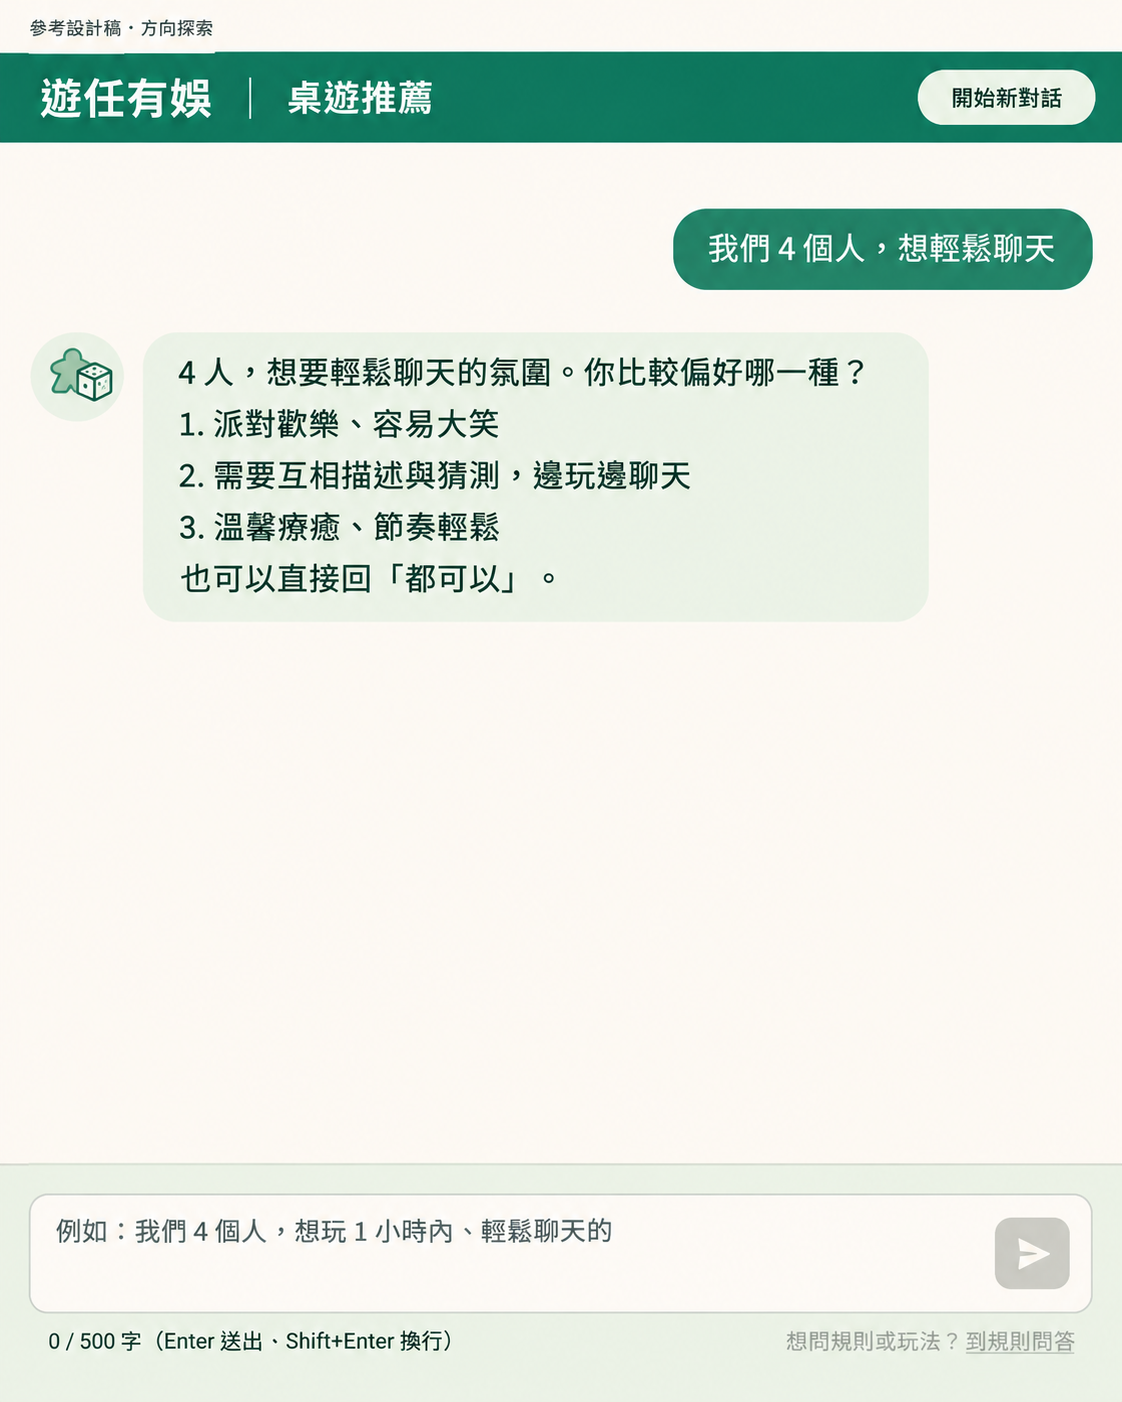 參考設計稿・方向探索
遊任有娛｜桌遊推薦
開始新對話
我們 4 個人，想輕鬆聊天
4 人，想要輕鬆聊天的氛圍。你比較偏好哪一種？
1. 派對歡樂、容易大笑
2. 需要互相描述與猜測，邊玩邊聊天
3. 溫馨療癒、節奏輕鬆
也可以直接回「都可以」。
例如：我們 4 個人，想玩 1 小時內、輕鬆聊天的
0 / 500 字（Enter 送出、Shift+Enter 換行）
想問規則或玩法？到規則問答